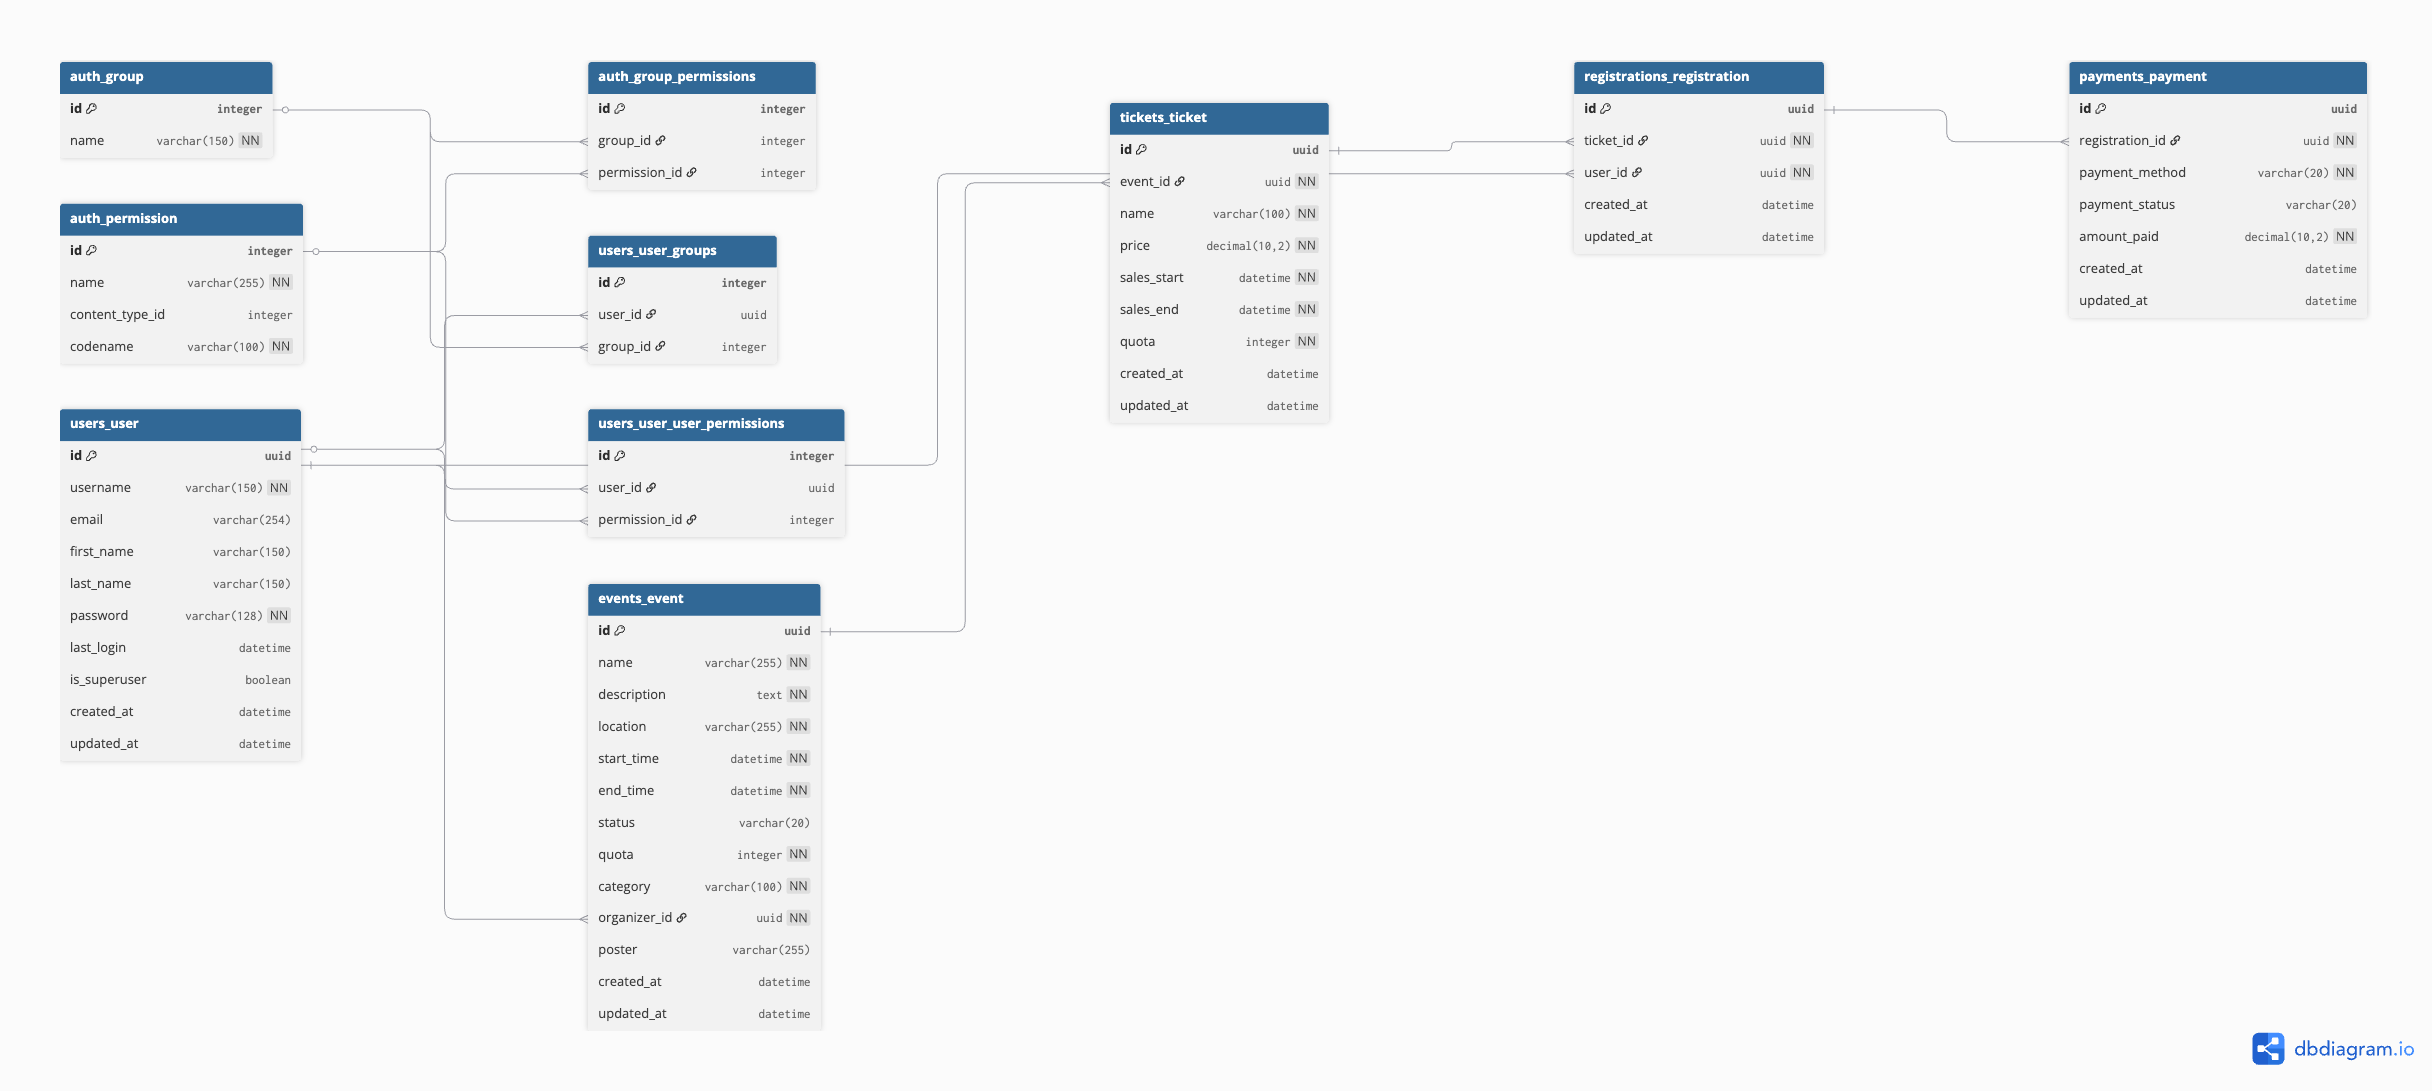 auth_group
id integer
name varchar(150) NN
auth_permission
id integer
name varchar(255) NN
content_type_id integer
codename varchar(100) NN
users_user
id uuid
username varchar(150) NN
email varchar(254)
first_name varchar(150)
last_name varchar(150)
password varchar(128) NN
last_login datetime
is_superuser boolean
created_at datetime
updated_at datetime
auth_group_permissions
id integer
group_id integer
permission_id integer
users_user_groups
id integer
user_id uuid
group_id integer
users_user_user_permissions
id integer
user_id uuid
permission_id integer
events_event
id uuid
name varchar(255) NN
description text NN
location varchar(255) NN
start_time datetime NN
end_time datetime NN
status varchar(20)
quota integer NN
category varchar(100) NN
organizer_id uuid NN
poster varchar(255)
created_at datetime
updated_at datetime
tickets_ticket
id uuid
event_id uuid NN
name varchar(100) NN
price decimal(10,2) NN
sales_start datetime NN
sales_end datetime NN
quota integer NN
created_at datetime
updated_at datetime
registrations_registration
id uuid
ticket_id uuid NN
user_id uuid NN
created_at datetime
updated_at datetime
payments_payment
id uuid
registration_id uuid NN
payment_method varchar(20) NN
payment_status varchar(20)
amount_paid decimal(10,2) NN
created_at datetime
updated_at datetime
dbdiagram.io